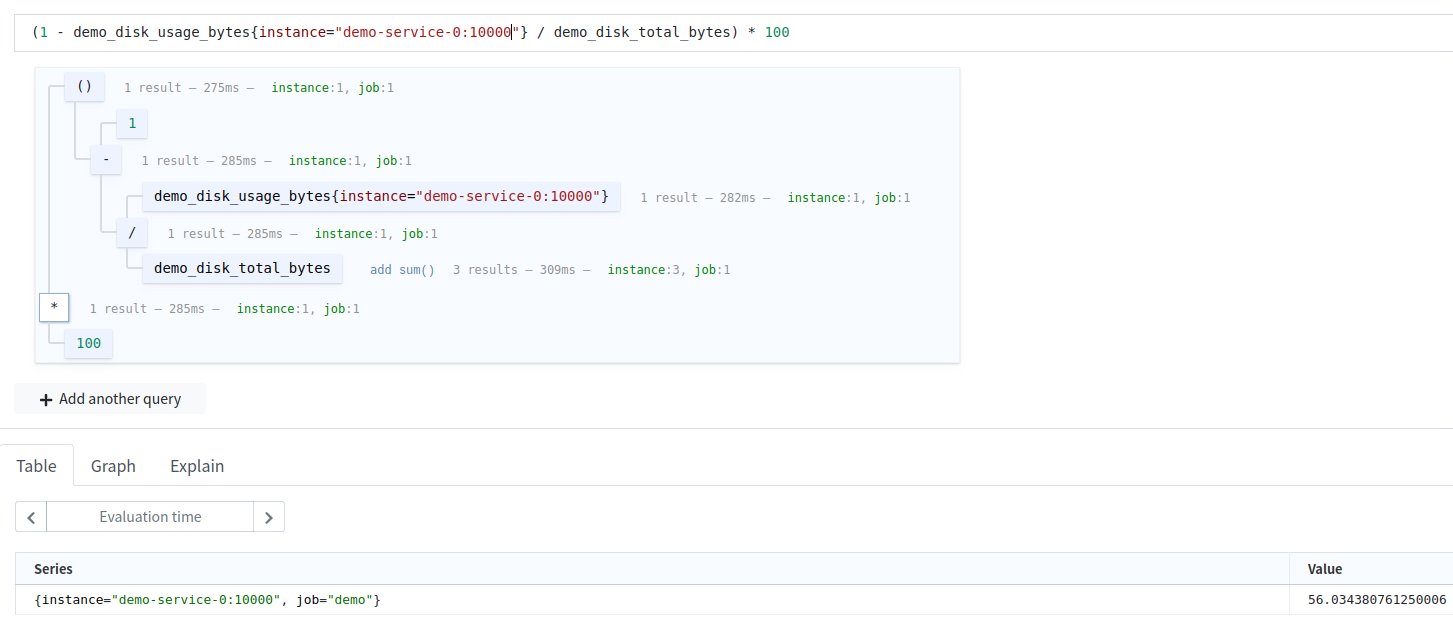 (1 - demo_disk_usage_bytes{instance="demo-service-0:10000"} / demo_disk_total_bytes) * 100
() 1 result – 275ms – instance:1, job:1
1
- 1 result – 285ms – instance:1, job:1
demo_disk_usage_bytes{instance="demo-service-0:10000"} 1 result – 282ms – instance:1, job:1
/ 1 result – 285ms – instance:1, job:1
demo_disk_total_bytes add sum() 3 results – 309ms – instance:3, job:1
* 1 result – 285ms – instance:1, job:1
100
+ Add another query
Table Graph Explain
< Evaluation time >
Series Value
{instance="demo-service-0:10000", job="demo"} 56.034380761250006